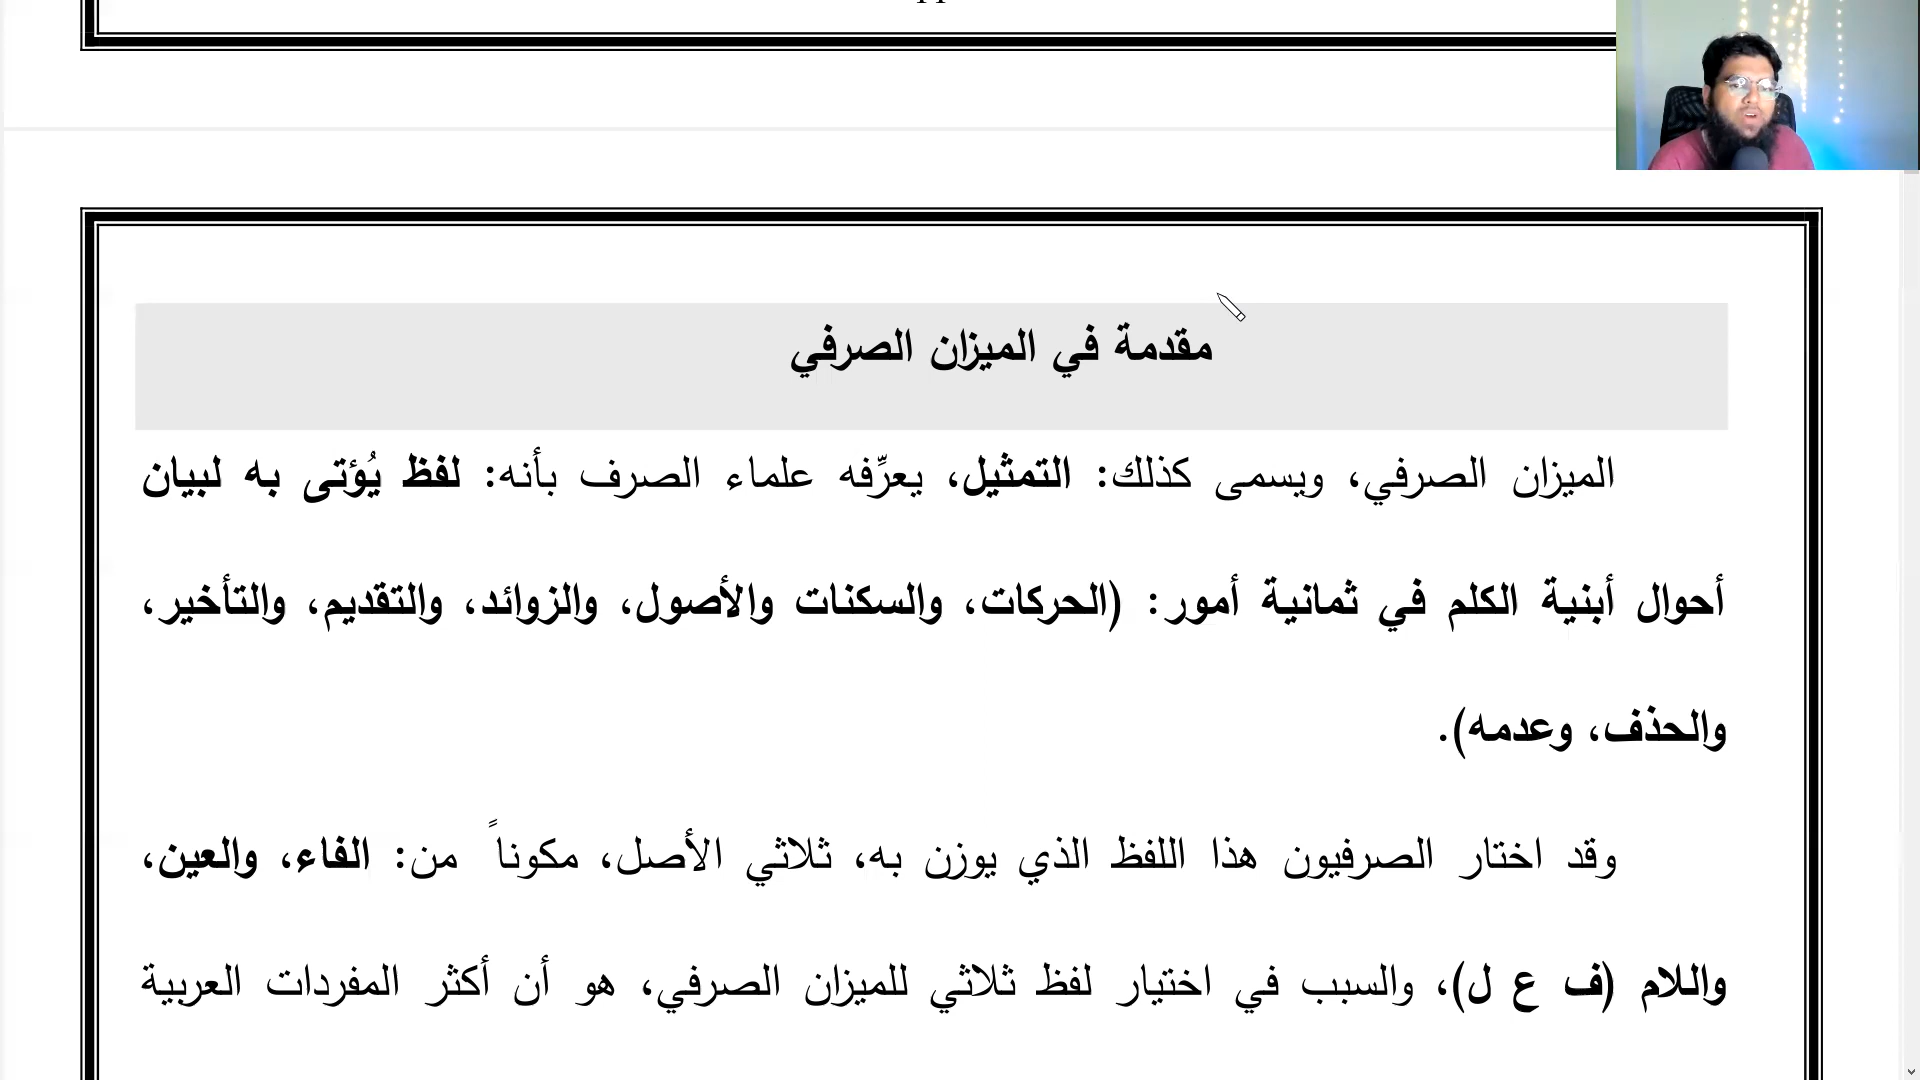 مقدمة في الميزان الصرفي
الميزان الصرفي، ويسمى كذلك: التمثيل، يعرِّفه علماء الصرف بأنه: لفظ يُؤتى به لبيان
أحوال أبنية الكلم في ثمانية أمور: (الحركات، والسكنات والأصول، والزوائد، والتقديم، والتأخير،
والحذف، وعدمه).
وقد اختار الصرفيون هذا اللفظ الذي يوزن به، ثلاثي الأصل، مكوناً من: الفاء، والعين،
واللام (ف ع ل)، والسبب في اختيار لفظ ثلاثي للميزان الصرفي، هو أن أكثر المفردات العربية